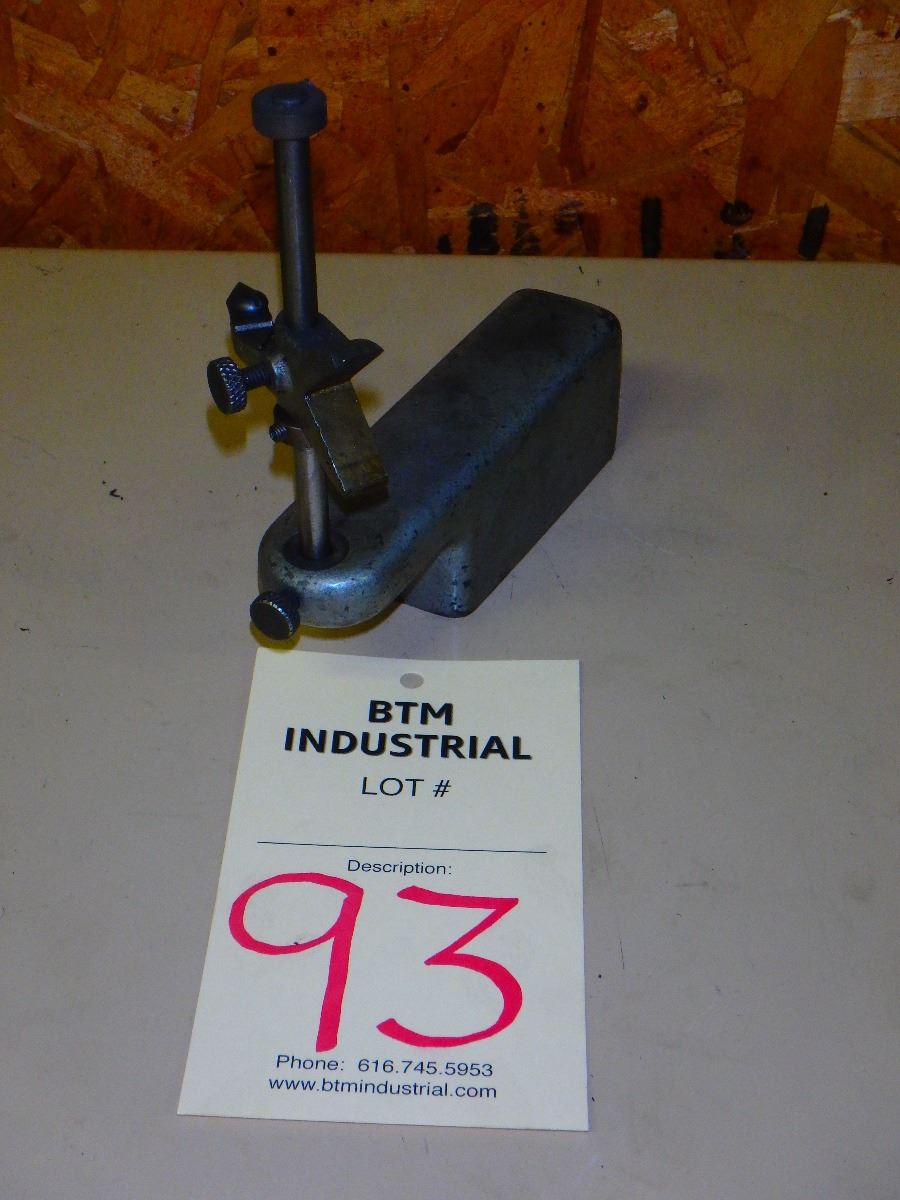 BTM
INDUSTRIAL
LOT #
Description:
93
Phone: 616.745.5953
www.btmindustrial.com